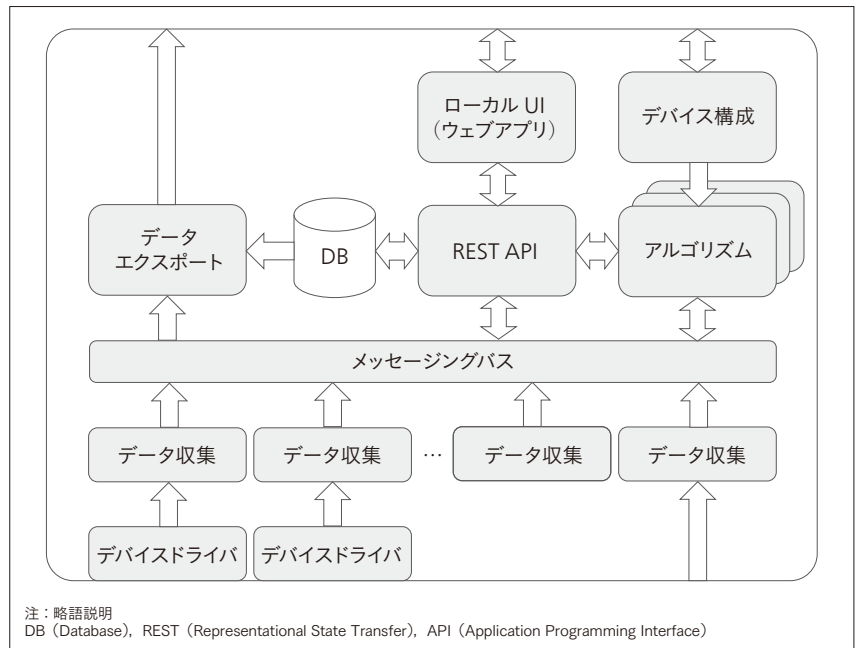 ローカル UI
（ウェブアプリ）
デバイス構成
データ
エクスポート
DB
REST API
アルゴリズム
メッセージングバス
データ収集
データ収集
…
データ収集
データ収集
デバイスドライバ
デバイスドライバ
注：略語説明
DB（Database），REST（Representational State Transfer），API（Application Programming Interface）